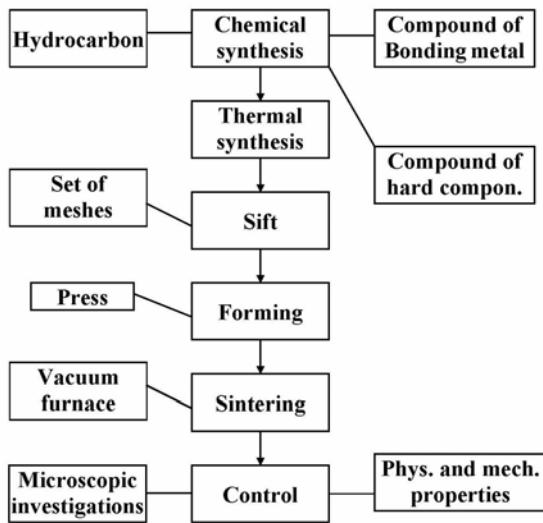 Hydrocarbon
Chemical
synthesis
Compound of
Bonding metal
Thermal
synthesis
Compound of
hard compon.
Set of
meshes
Sift
Press
Forming
Vacuum
furnace
Sintering
Microscopic
investigations
Control
Phys. and mech.
properties